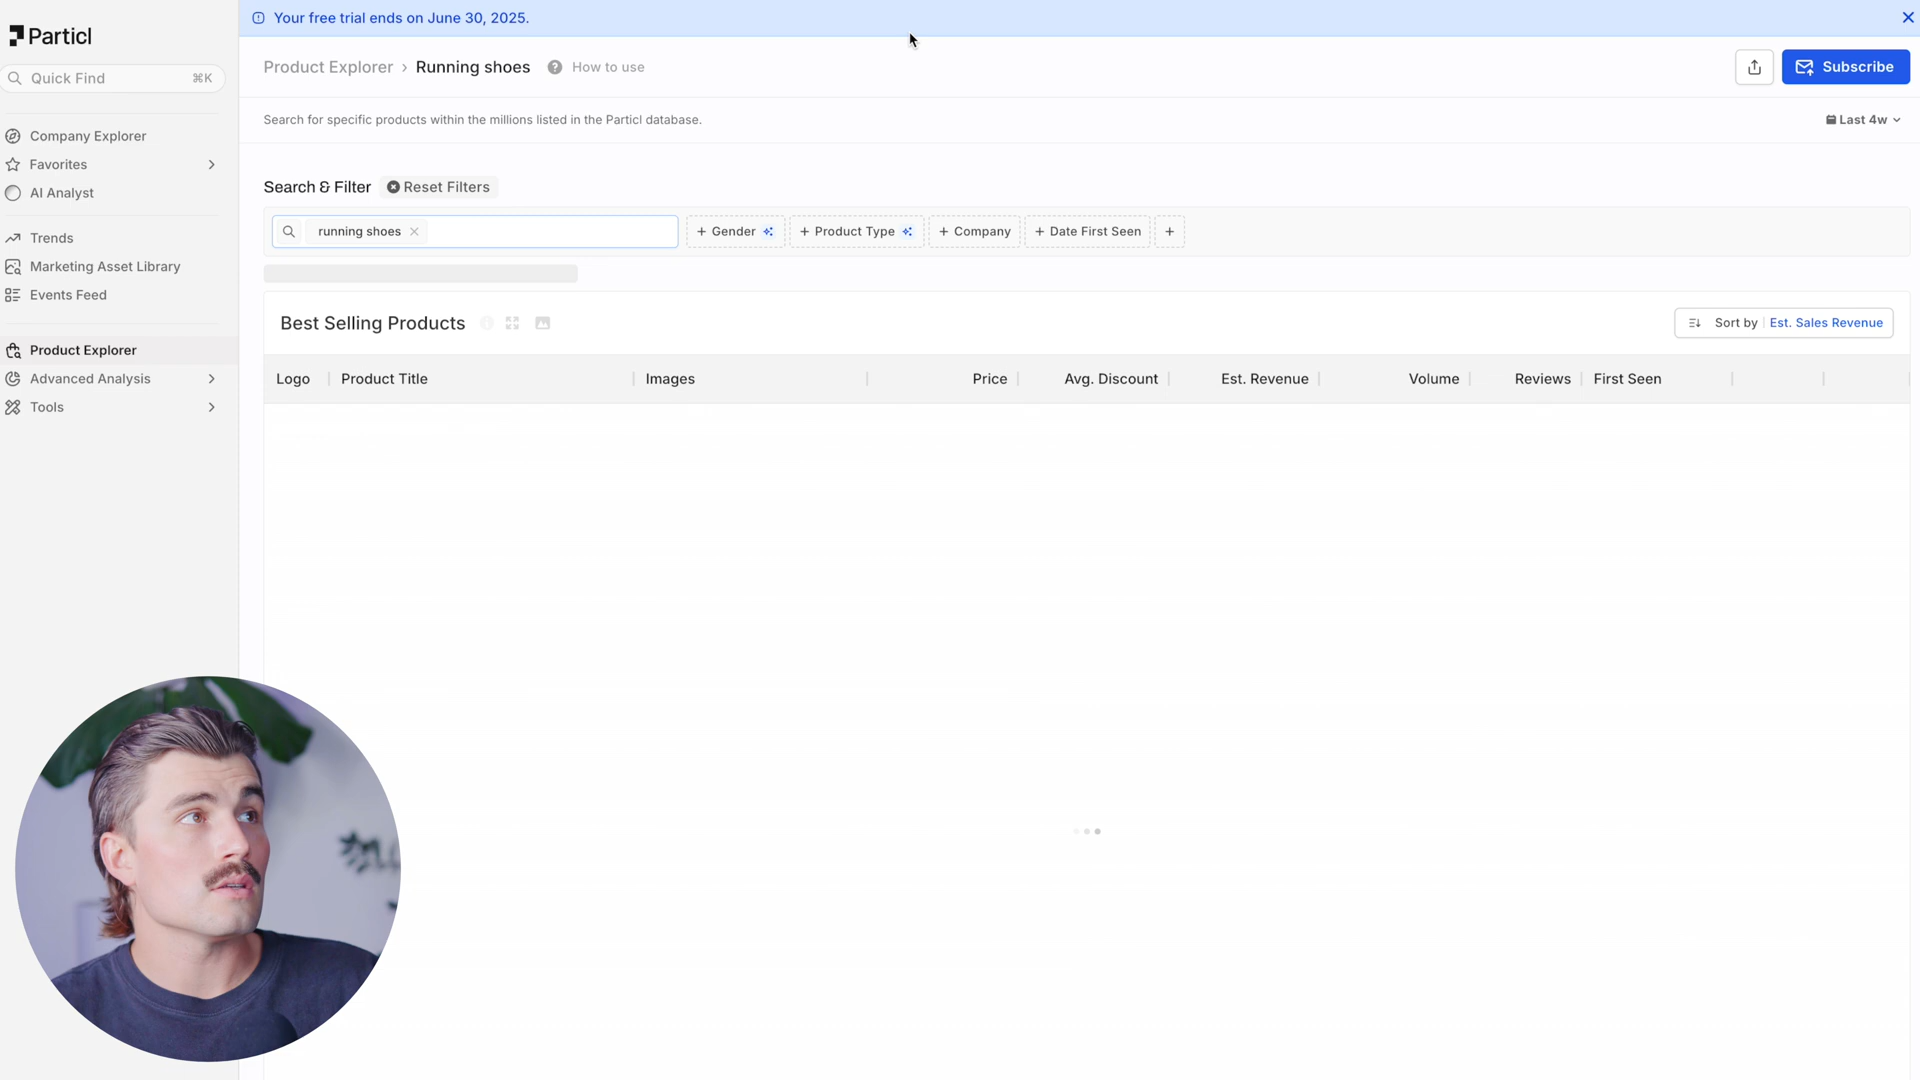 Your free trial ends on June 30, 2025.
Particl
Quick Find ⌘K
Company Explorer
Favorites
AI Analyst
Trends
Marketing Asset Library
Events Feed
Product Explorer
Advanced Analysis
Tools
Product Explorer › Running shoes ? How to use
Subscribe
Search for specific products within the millions listed in the Particl database.
Last 4w
Search & Filter Reset Filters
running shoes
+ Gender + Product Type + Company + Date First Seen +
Best Selling Products
Sort by Est. Sales Revenue
Logo Product Title Images Price Avg. Discount Est. Revenue Volume Reviews First Seen